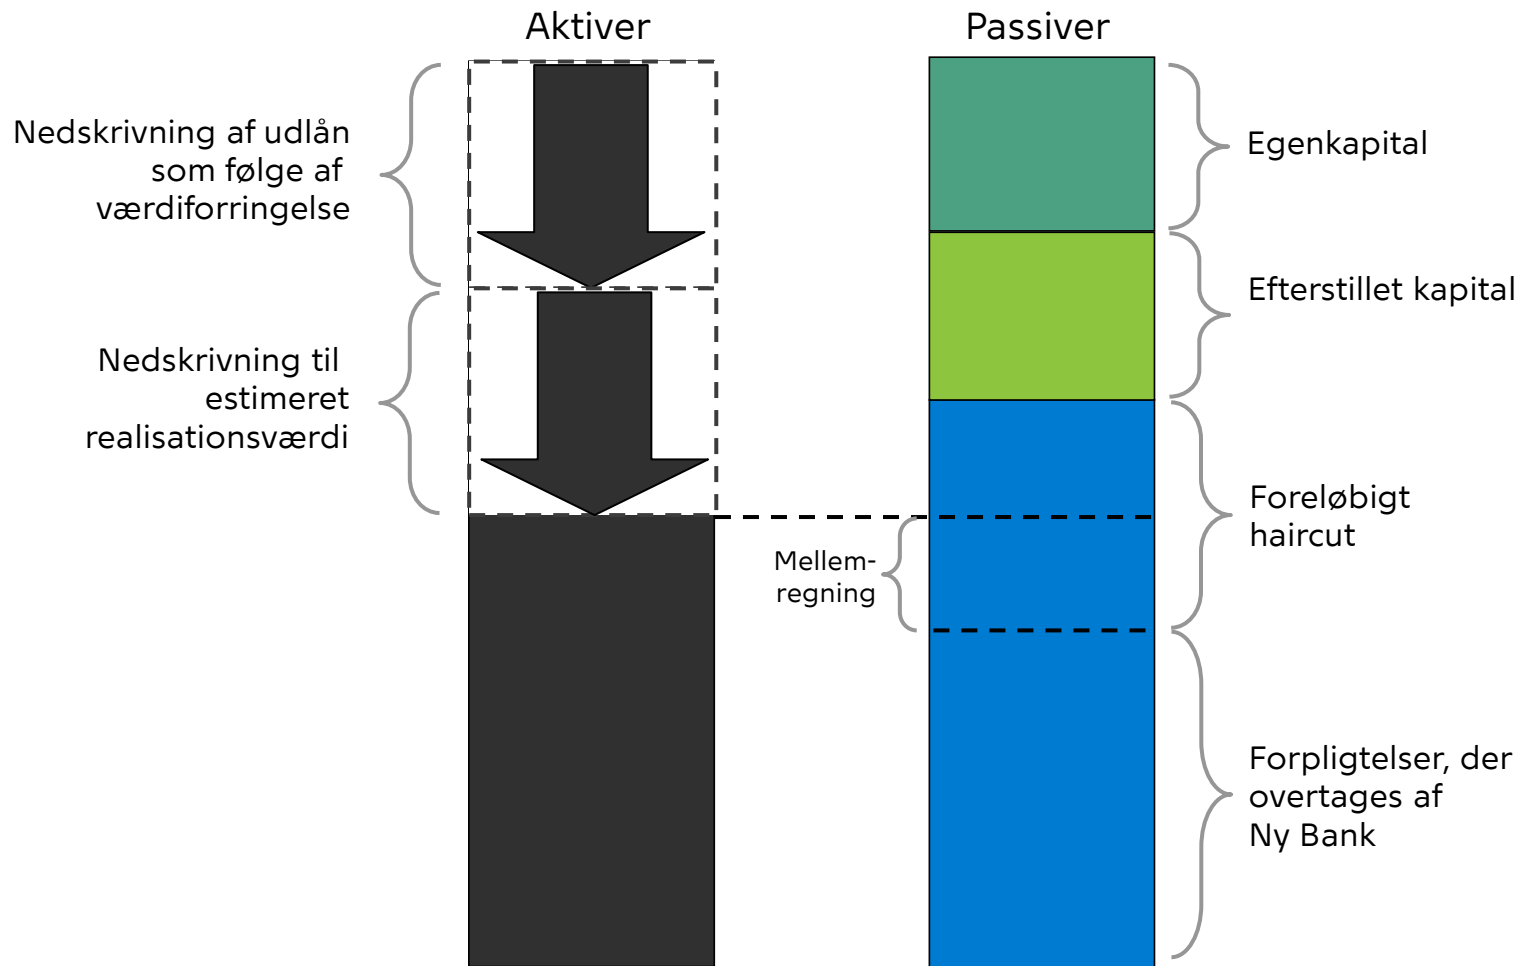 Aktiver
Passiver
Nedskrivning af udlån
som følge af
værdiforringelse
Nedskrivning til
estimeret
realisationsværdi
Mellem-
regning
Egenkapital
Efterstillet kapital
Foreløbigt
haircut
Forpligtelser, der
overtages af
Ny Bank